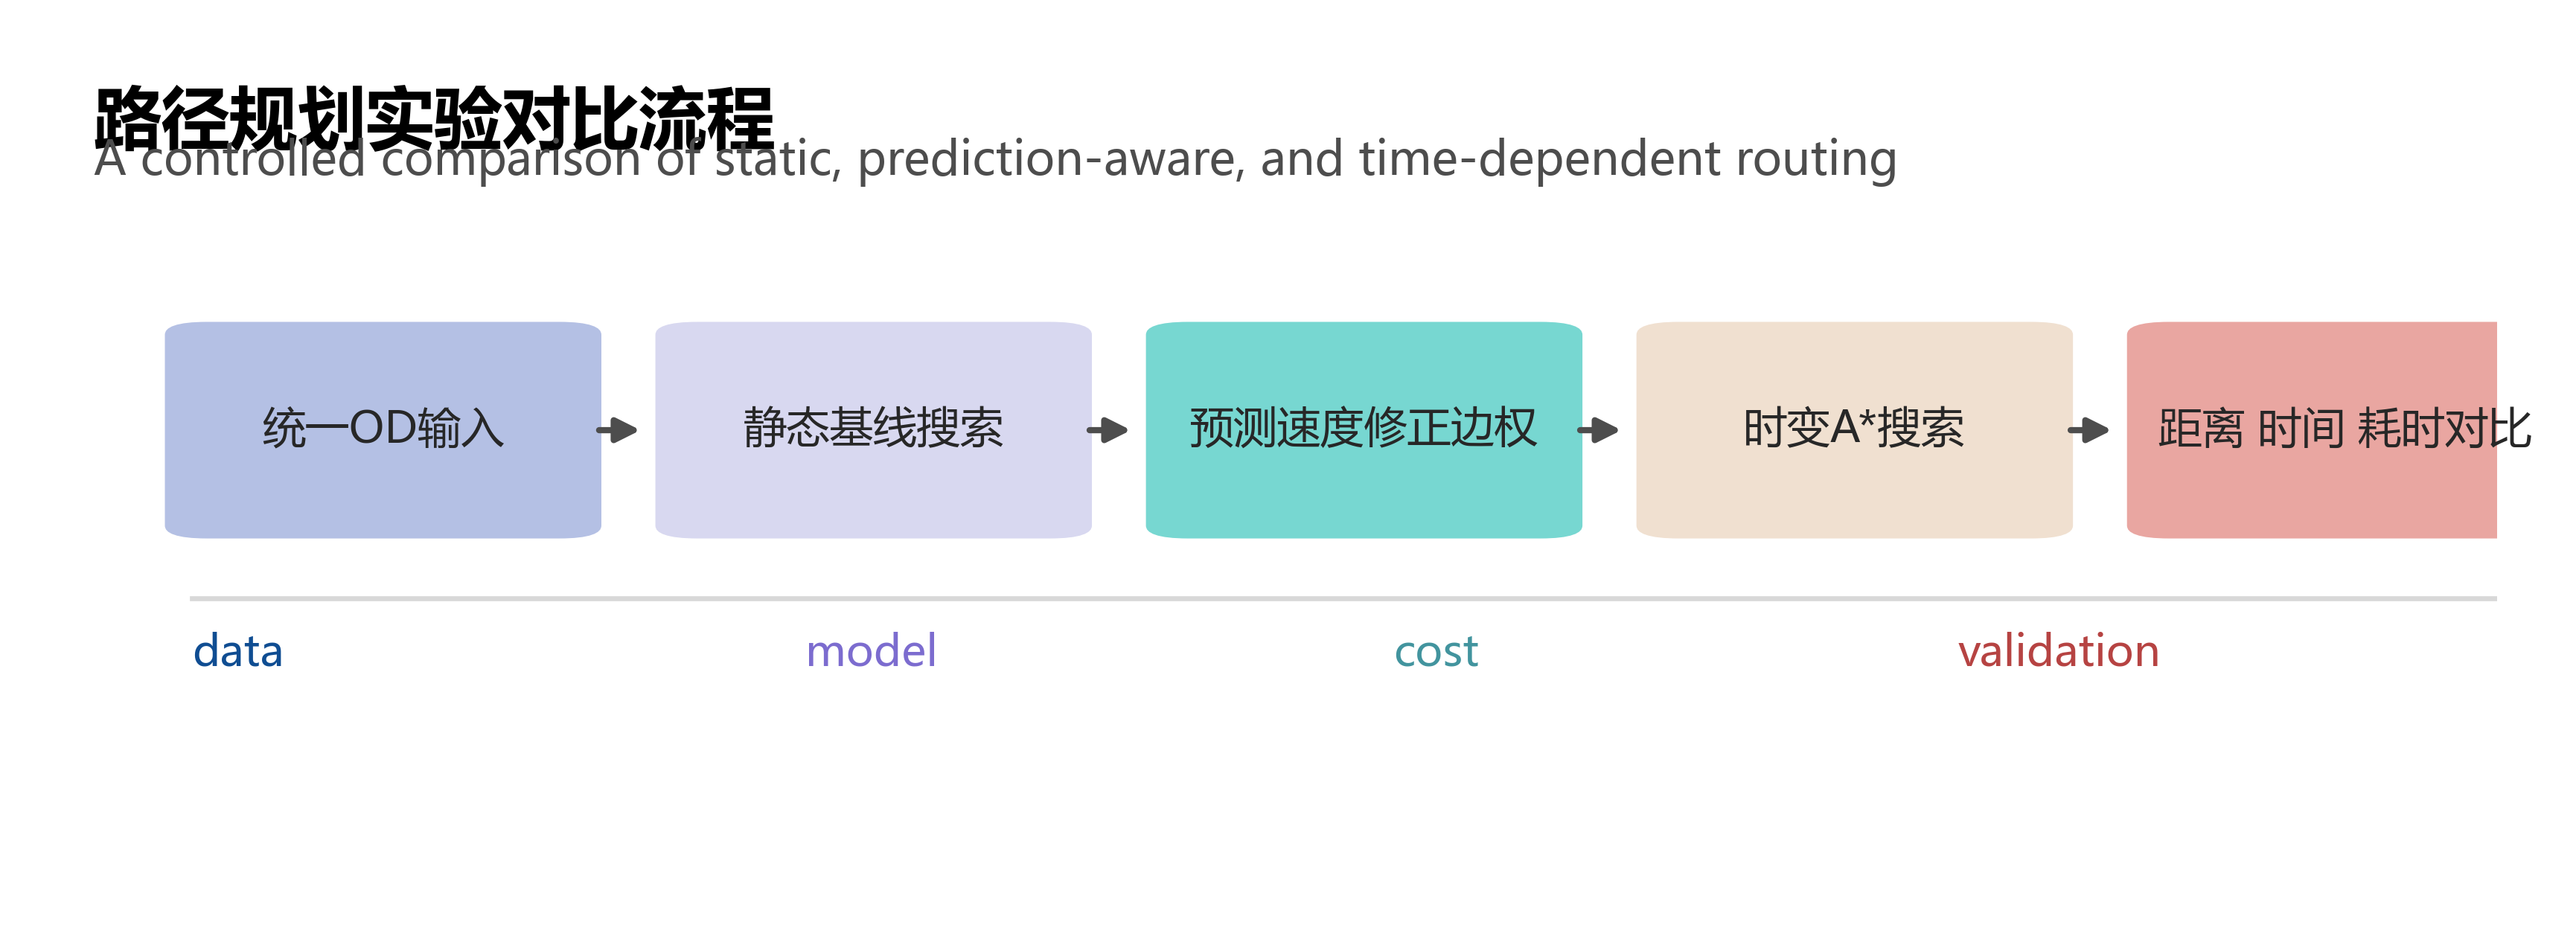 路径规划实验对比流程
A controlled comparison of static, prediction-aware, and time-dependent routing
统一OD输入
静态基线搜索
预测速度修正边权
时变A*搜索
距离 时间 耗时对比
data
model
cost
validation